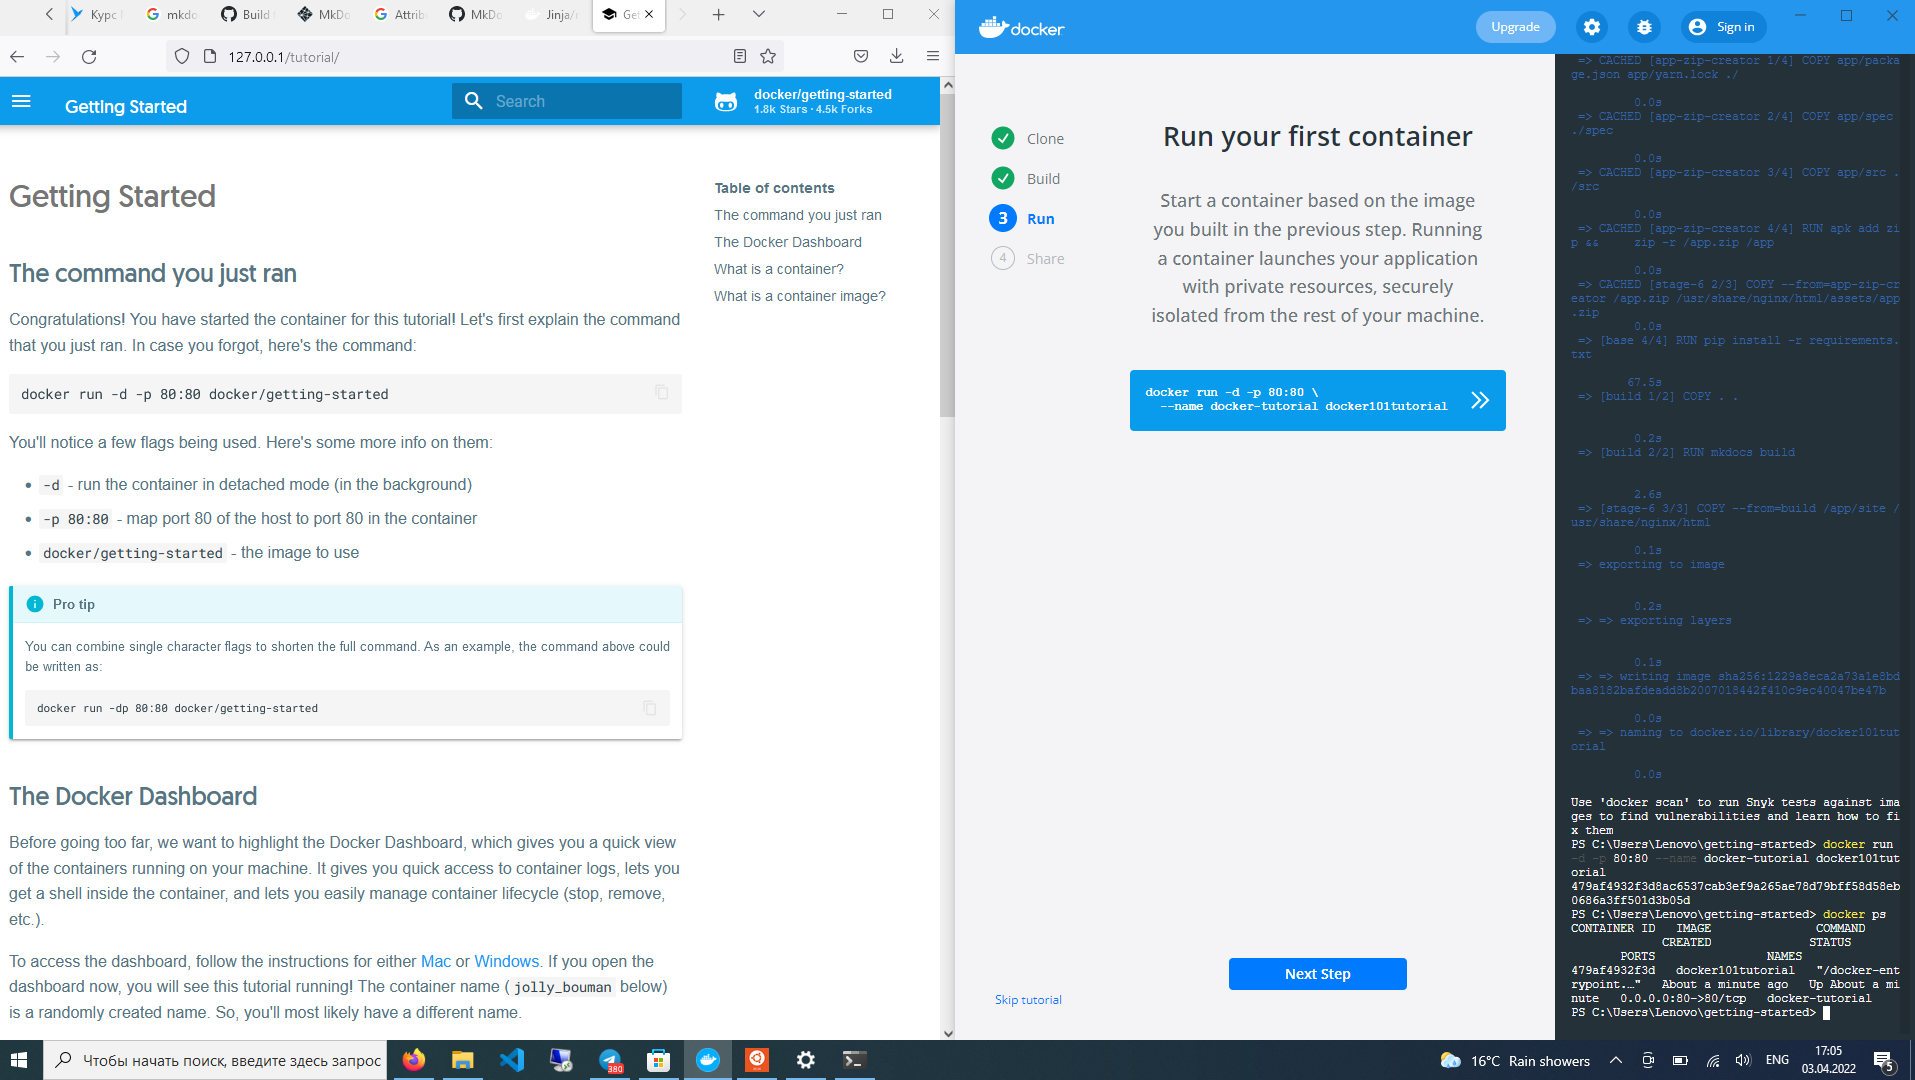 Курс
mkdo
Build
MkDo
Attrib
MkDo
Jinja/
Get
127.0.0.1/tutorial/
Getting Started
Search
docker/getting-started
1.8k Stars · 4.5k Forks
Getting Started
The command you just ran
Congratulations! You have started the container for this tutorial! Let's first explain the command
that you just ran. In case you forgot, here's the command:
docker run -d -p 80:80 docker/getting-started
You'll notice a few flags being used. Here's some more info on them:
• -d - run the container in detached mode (in the background)
• -p 80:80 - map port 80 of the host to port 80 in the container
• docker/getting-started - the image to use
Pro tip
You can combine single character flags to shorten the full command. As an example, the command above could
be written as:
docker run -dp 80:80 docker/getting-started
The Docker Dashboard
Before going too far, we want to highlight the Docker Dashboard, which gives you a quick view
of the containers running on your machine. It gives you quick access to container logs, lets you
get a shell inside the container, and lets you easily manage container lifecycle (stop, remove,
etc.).
To access the dashboard, follow the instructions for either Mac or Windows. If you open the
dashboard now, you will see this tutorial running! The container name ( jolly_bouman below)
is a randomly created name. So, you'll most likely have a different name.
Table of contents
The command you just ran
The Docker Dashboard
What is a container?
What is a container image?
docker
Upgrade
Sign in
Clone
Build
3 Run
4 Share
Run your first container
Start a container based on the image
you built in the previous step. Running
a container launches your application
with private resources, securely
isolated from the rest of your machine.
docker run -d -p 80:80 \
--name docker-tutorial docker101tutorial
Next Step
Skip tutorial
=> CACHED [app-zip-creator 1/4] COPY app/packa
ge.json app/yarn.lock ./
0.0s
=> CACHED [app-zip-creator 2/4] COPY app/spec
./spec
0.0s
=> CACHED [app-zip-creator 3/4] COPY app/src .
/src
0.0s
=> CACHED [app-zip-creator 4/4] RUN apk add zi
p && zip -r /app.zip /app
0.0s
=> CACHED [stage-6 2/3] COPY --from=app-zip-cr
eator /app.zip /usr/share/nginx/html/assets/app
.zip
0.0s
=> [base 4/4] RUN pip install -r requirements.
txt
67.5s
=> [build 1/2] COPY . .
0.2s
=> [build 2/2] RUN mkdocs build
2.6s
=> [stage-6 3/3] COPY --from=build /app/site /
usr/share/nginx/html
0.1s
=> exporting to image
0.2s
=> => exporting layers
0.1s
=> => writing image sha256:1229a8eca2a73a1e8bd
baa8182bafdeadd8b2007018442f410c9ec40047be47b
0.0s
=> => naming to docker.io/library/docker101tut
orial
0.0s
Use 'docker scan' to run Snyk tests against ima
ges to find vulnerabilities and learn how to fi
x them
PS C:\Users\Lenovo\getting-started> docker run
-d -p 80:80 --name docker-tutorial docker101tut
orial
479af4932f3d8ac6537cab3ef9a265ae78d79bff58d58eb
0686a3ff501d3b05d
PS C:\Users\Lenovo\getting-started> docker ps
CONTAINER ID IMAGE COMMAND
CREATED STATUS
PORTS NAMES
479af4932f3d docker101tutorial "/docker-ent
rypoint.…" About a minute ago Up About a mi
nute 0.0.0.0:80->80/tcp docker-tutorial
PS C:\Users\Lenovo\getting-started>
Чтобы начать поиск, введите здесь запрос
380
16°C Rain showers
ENG
17:05
03.04.2022
5